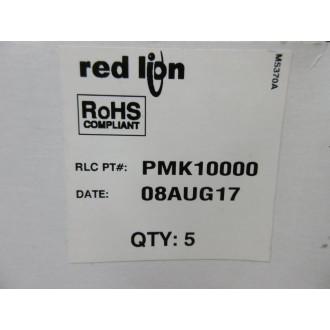 red lion
RoHS
COMPLIANT
RLC PT#: PMK10000
DATE: 08AUG17
QTY: 5
M5370A